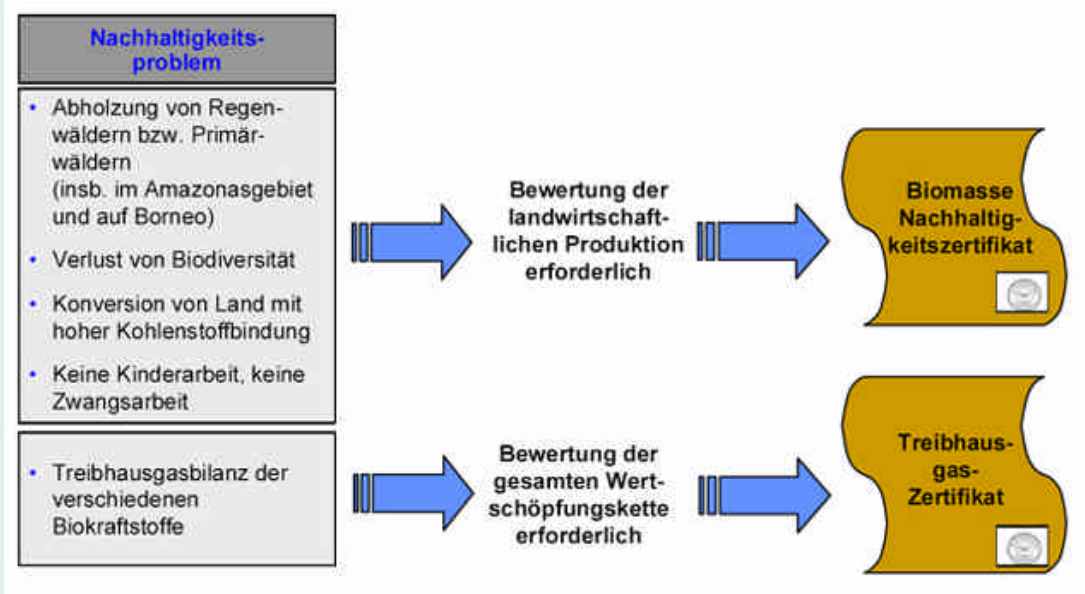 Nachhaltigkeits-
problem
• Abholzung von Regen-
wäldern bzw. Primär-
wäldern
(insb. im Amazonasgebiet
und auf Borneo)
• Verlust von Biodiversität
• Konversion von Land mit
hoher Kohlenstoffbindung
• Keine Kinderarbeit, keine
Zwangsarbeit
Bewertung der
landwirtschaft-
lichen Produktion
erforderlich
Biomasse
Nachhaltig-
keitszertifikat
• Treibhausgasbilanz der
verschiedenen
Biokraftstoffe
Bewertung der
gesamten Wert-
schöpfungskette
erforderlich
Treibhaus-
gas-
Zertifikat